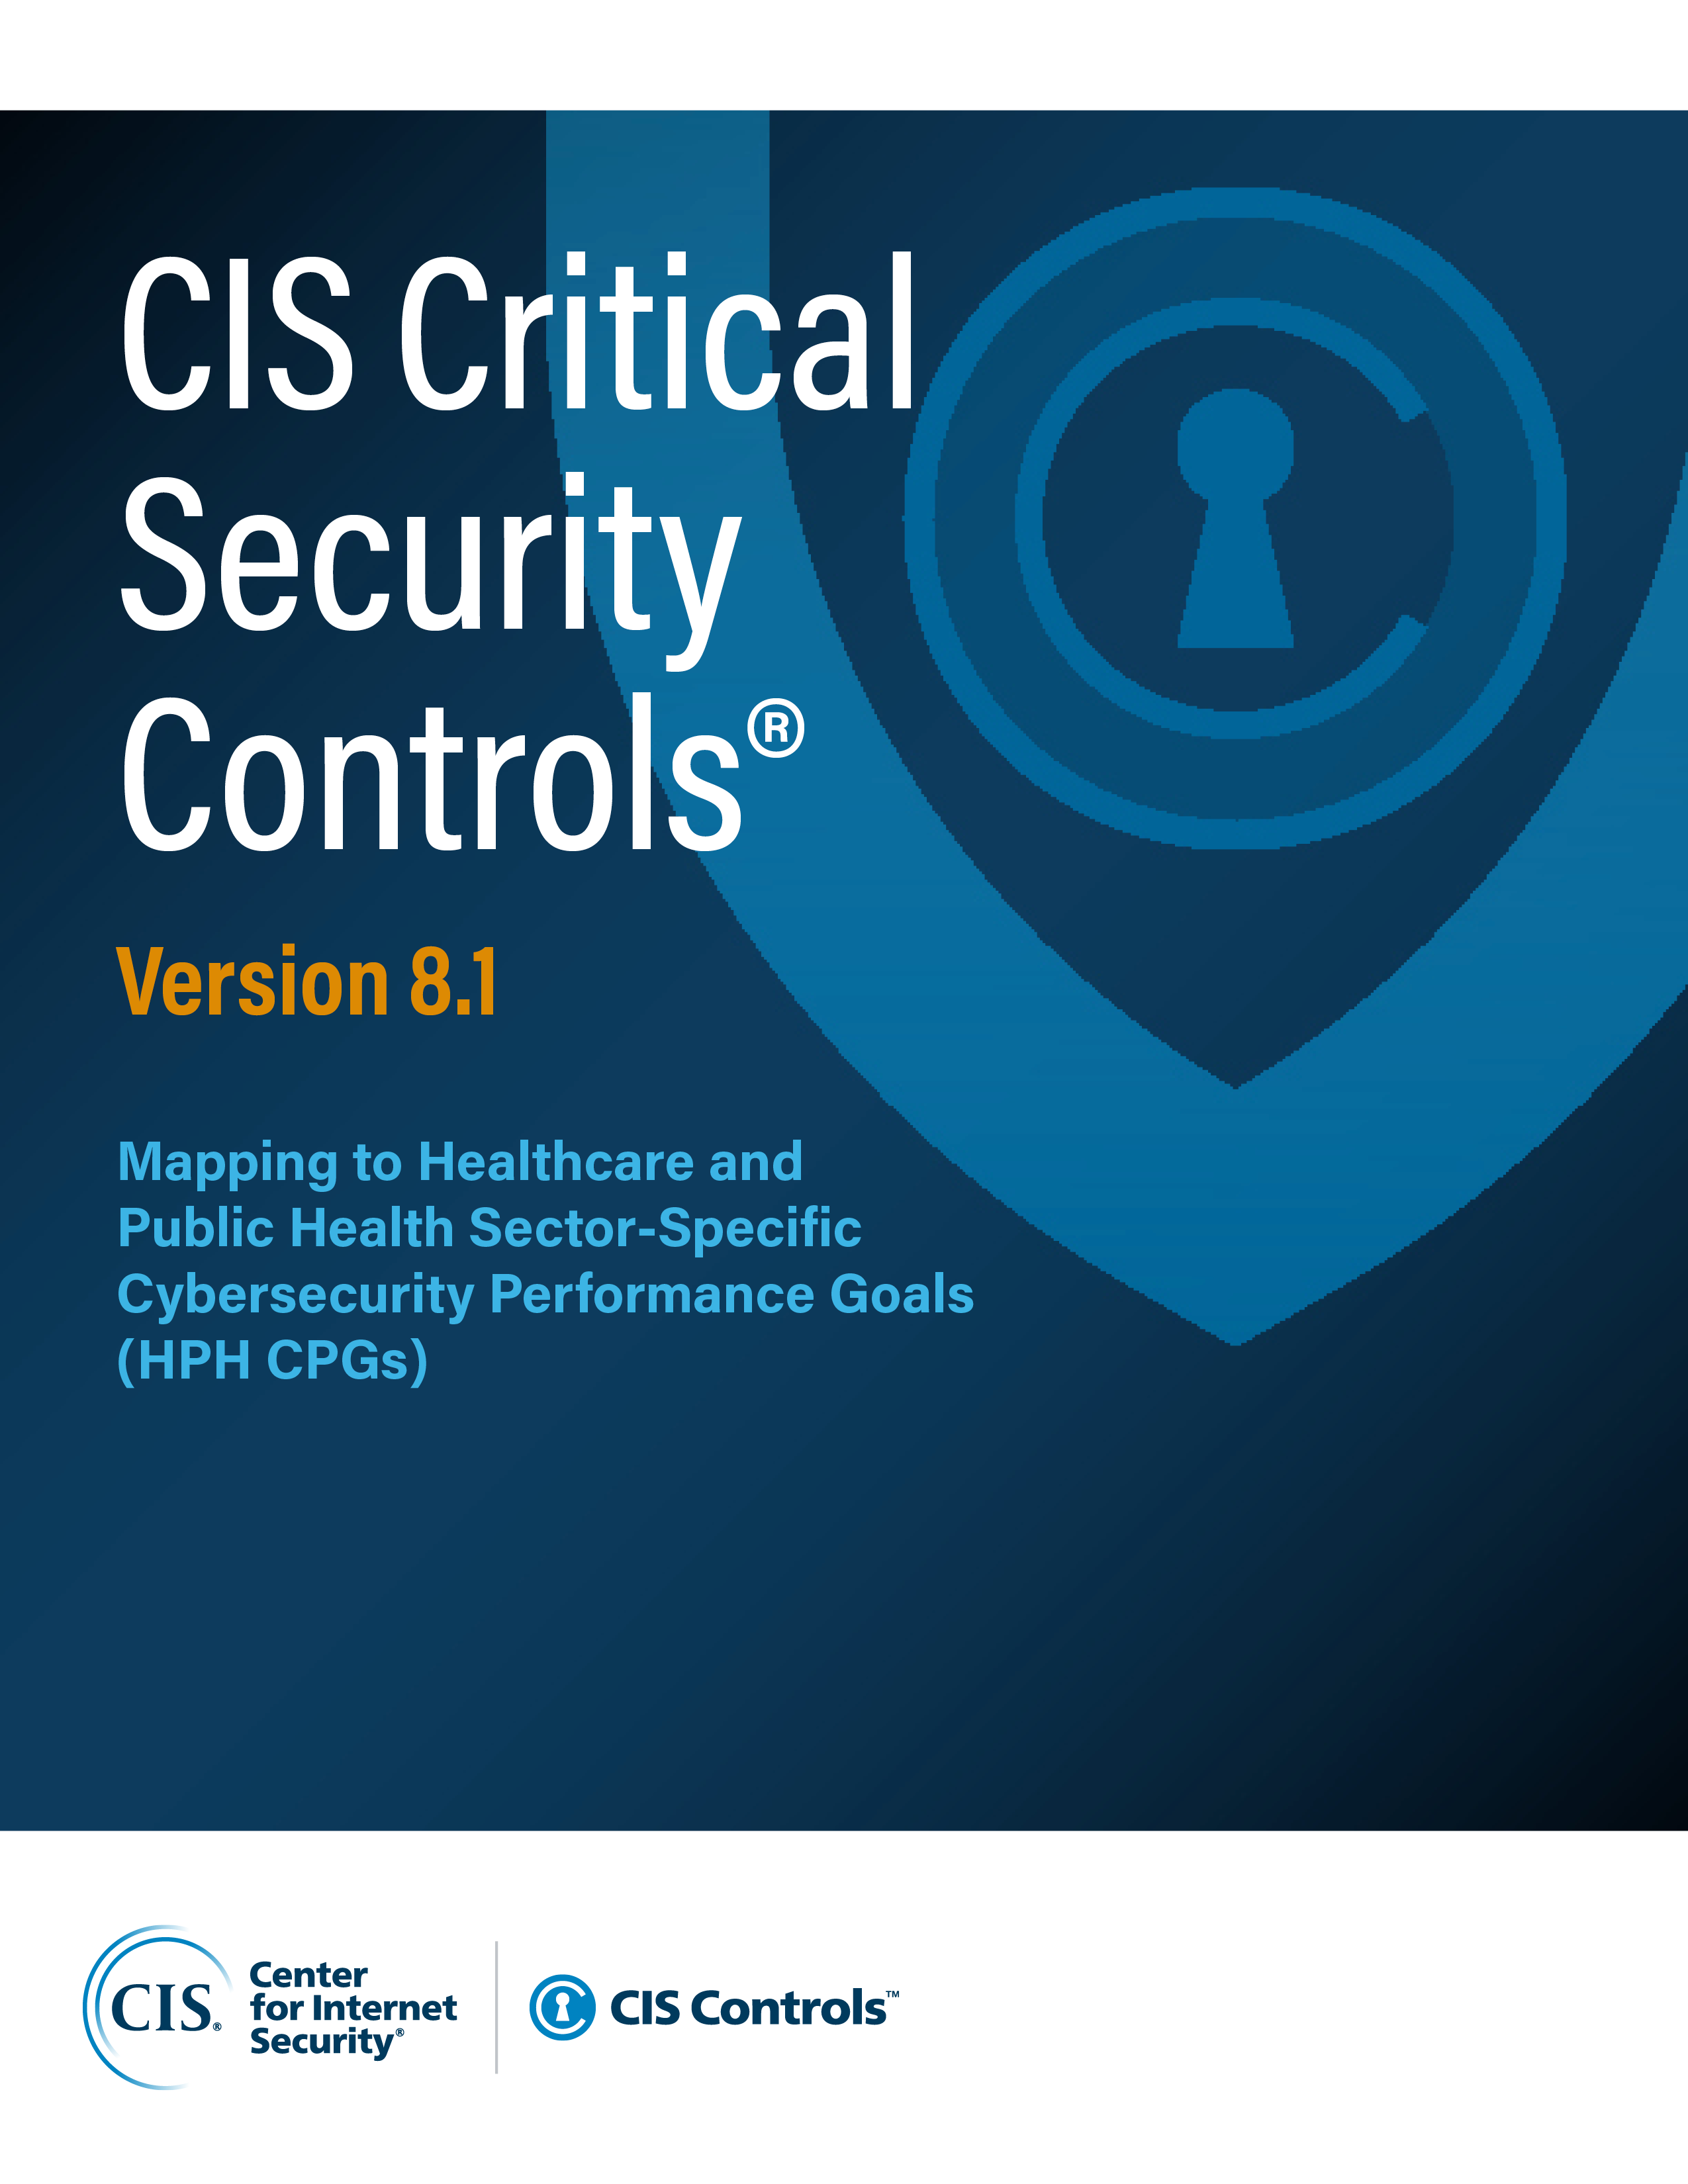 CIS Critical
Security
Controls®
Version 8.1
Mapping to Healthcare and
Public Health Sector-Specific
Cybersecurity Performance Goals
(HPH CPGs)
CIS®
Center
for Internet
Security®
CIS Controls™